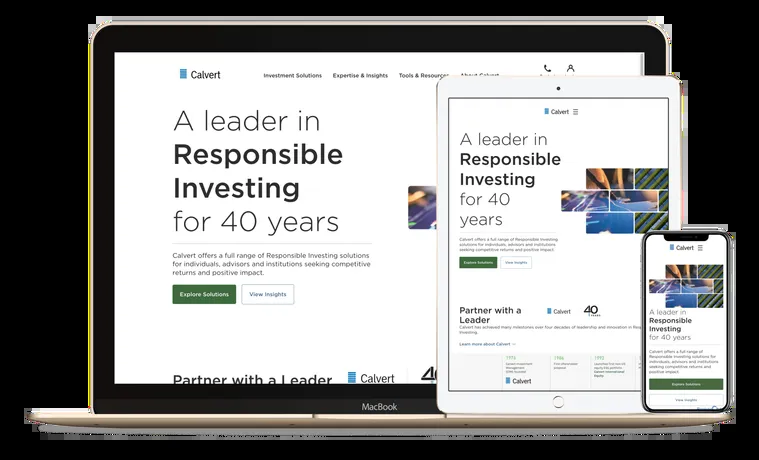 Calvert
Investment Solutions
Expertise & Insights
Tools & Resources
About Calvert
A leader in
Responsible
Investing
for 40 years
Calvert offers a full range of Responsible Investing solutions
for individuals, advisors and institutions seeking competitive
returns and positive impact.
Explore Solutions
View Insights
Partner with a Leader
Calvert
40
MacBook
Calvert
A leader in
Responsible
Investing
for 40
years
Calvert offers a full range of Responsible Investing
solutions for individuals, advisors and institutions
seeking competitive returns and positive impact.
Explore Solutions
View Insights
Partner with a
Leader
Calvert
40
YEARS
Calvert has achieved many milestones over four decades of leadership and innovation in
Investing.
Learn more about Calvert
Calvert
Calvert
A leader in
Responsible
Investing
for 40 years
Calvert offers a full range of
Responsible Investing solutions for
individuals, advisors and institutions
seeking competitive returns and
positive impact.
Explore Solutions
View Insights